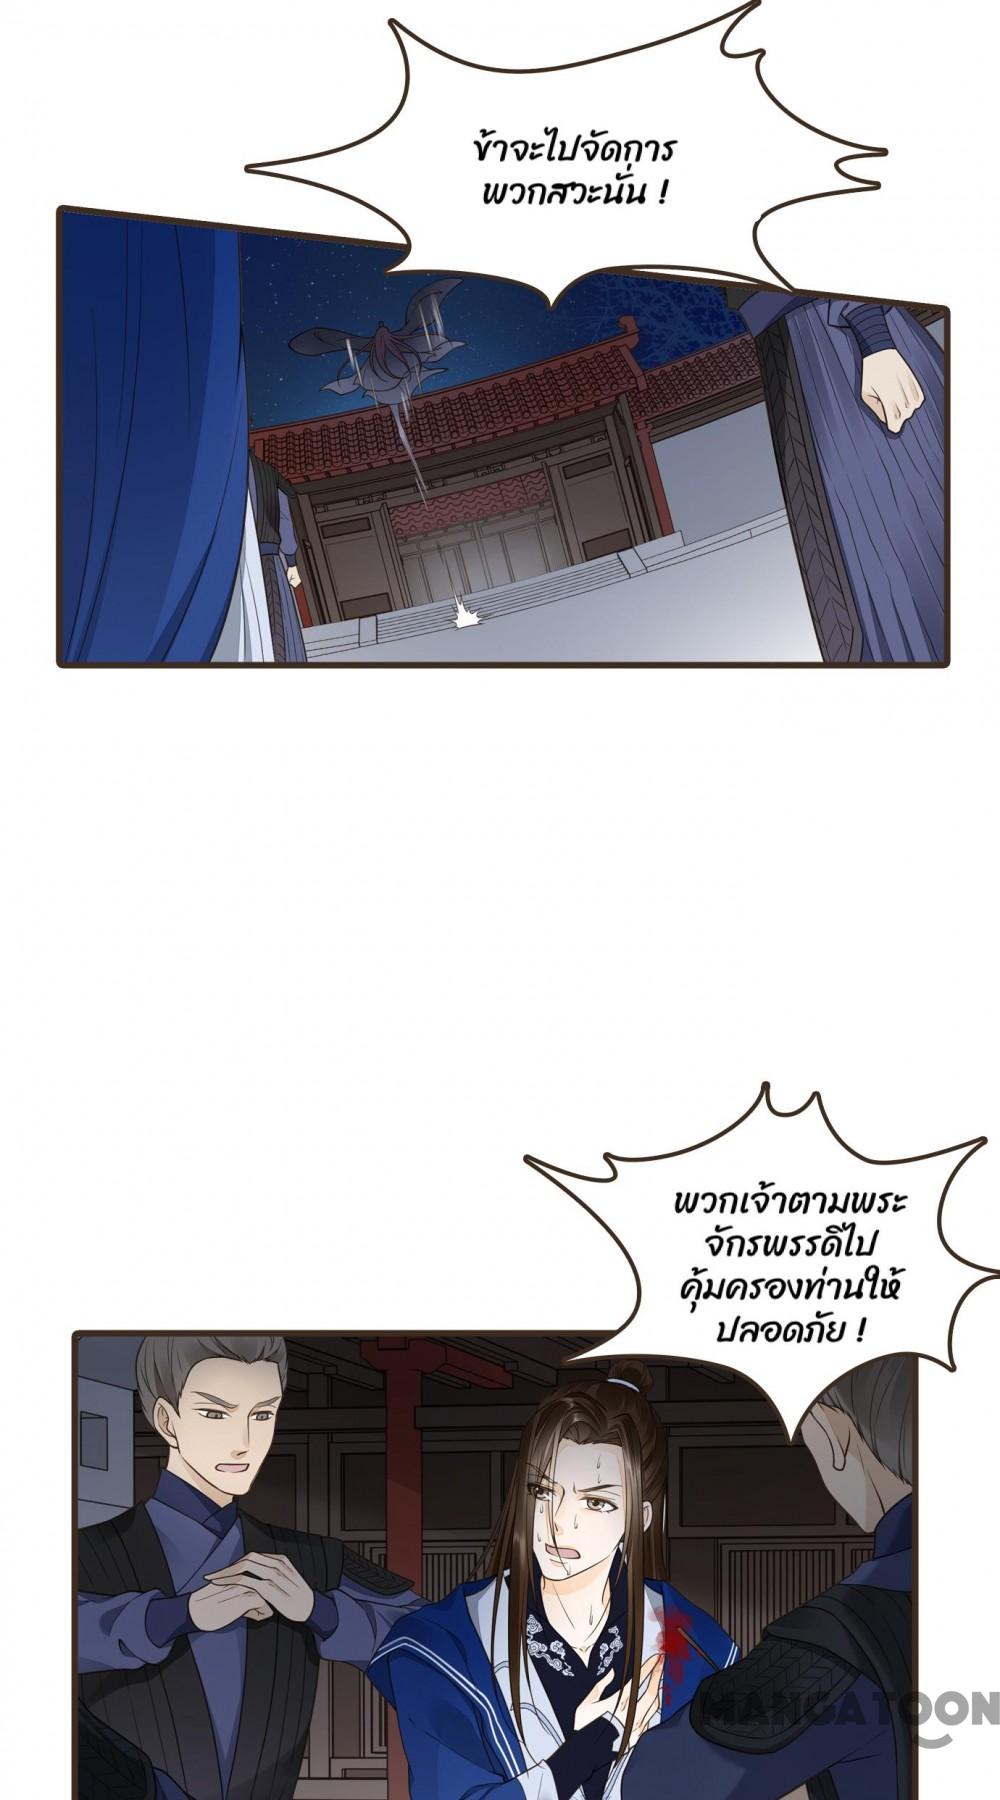 ข้าจะไปจัดการ
พวกสวะนั่น !
พวกเจ้าตามพระ
จักรพรรดิไป
คุ้มครองท่านให้
ปลอดภัย !
MANGATOON